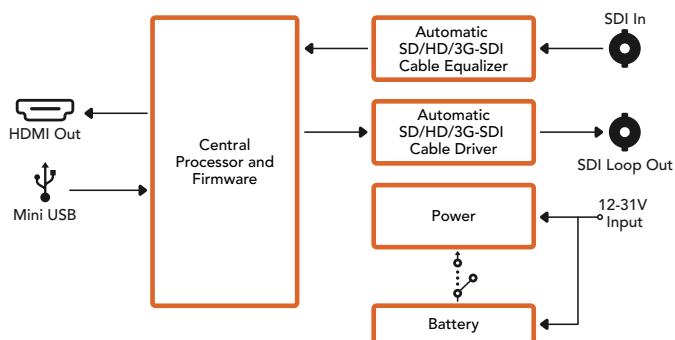 SDI In
Automatic
SD/HD/3G-SDI
Cable Equalizer
HDMI Out
Central
Processor and
Firmware
Automatic
SD/HD/3G-SDI
Cable Driver
SDI Loop Out
Mini USB
Power
12-31V
Input
Battery